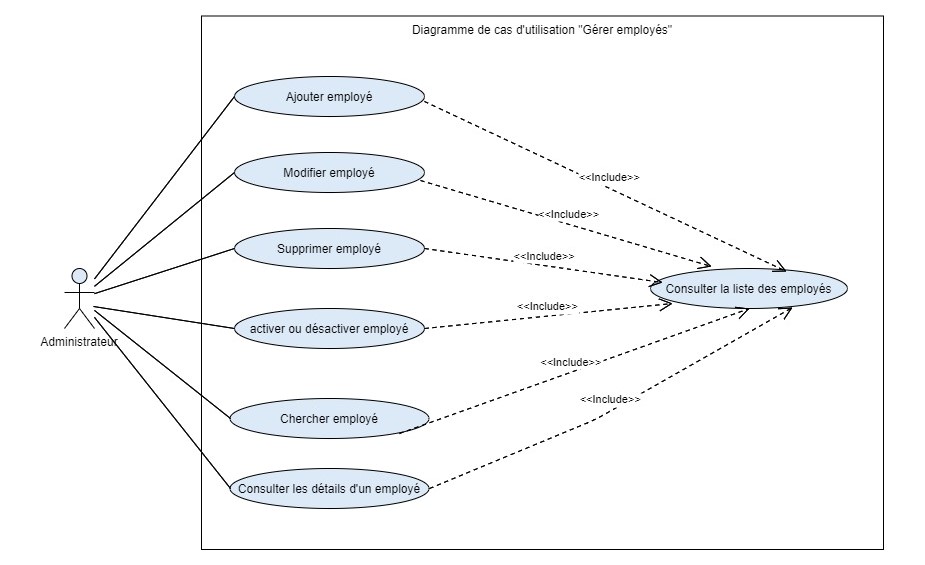 Diagramme de cas d'utilisation "Gérer employés"
Ajouter employé
<<Include>>
Modifier employé
<<Include>>
Supprimer employé
<<Include>>
Consulter la liste des employés
<<Include>>
activer ou désactiver employé
Administrateur
<<Include>>
<<Include>>
Chercher employé
Consulter les détails d'un employé